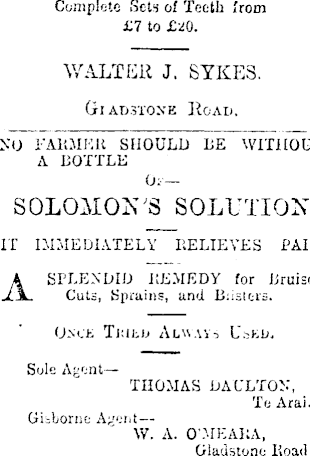 Complete Sets of Teeth from
£7 to £20.
WALTER J. SYKES.
GLADSTONE ROAD.
NO FARMER SHOULD BE WITHOU
A BOTTLE
OF—
SOLOMON'S SOLUTION
IT IMMEDIATELY RELIEVES PAI
A SPLENDID REMEDY for Bruise
Cuts, Sprains, and Blisters.
ONCE TRIED ALWAYS USED.
Sole Agent—
THOMAS DAULTON,
Te Arai.
Gisborne Agent—
W. A. O'MEARA,
Gladstone Road